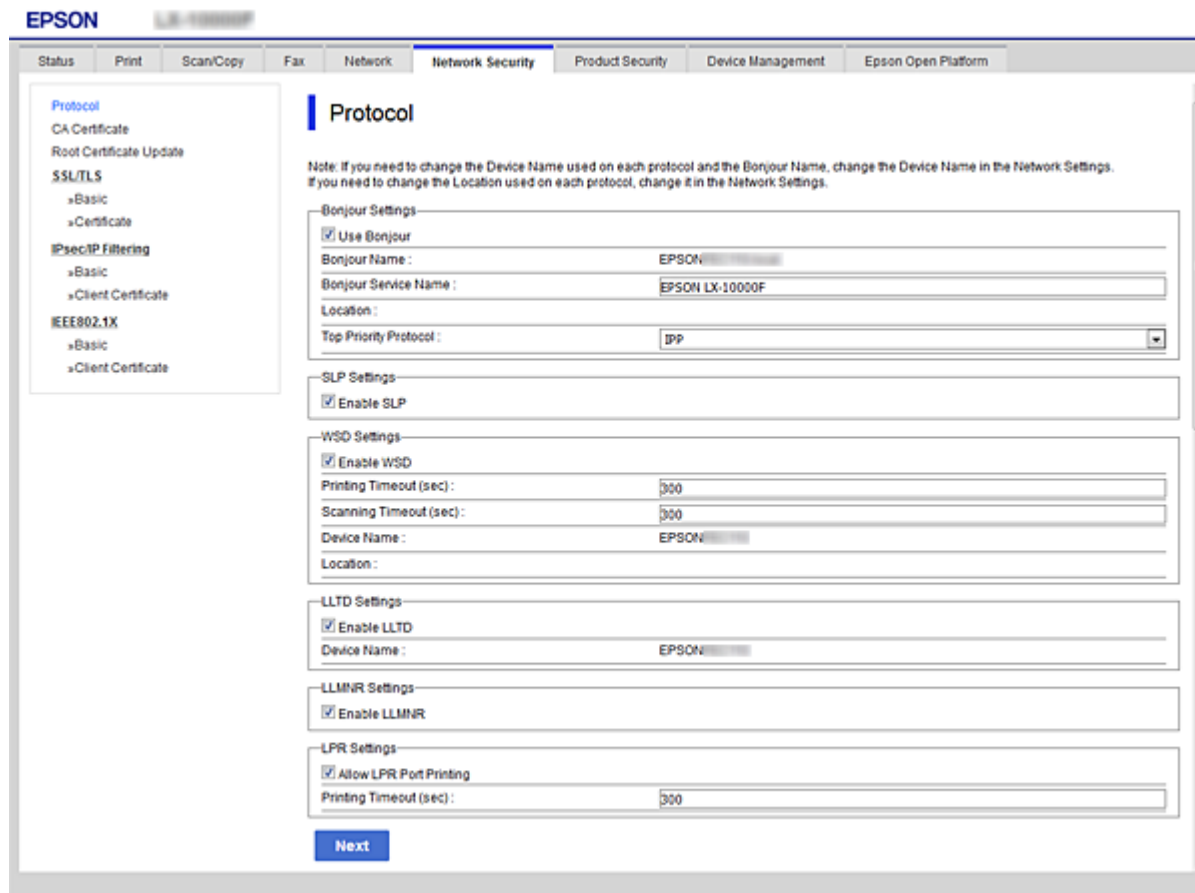 EPSON
Status Print Scan/Copy Fax Network Network Security Product Security Device Management Epson Open Platform
Protocol
CA Certificate
Root Certificate Update
SSL/TLS
»Basic
»Certificate
IPsec/IP Filtering
»Basic
»Client Certificate
IEEE802.1X
»Basic
»Client Certificate
Protocol
Note: If you need to change the Device Name used on each protocol and the Bonjour Name, change the Device Name in the Network Settings.
If you need to change the Location used on each protocol, change it in the Network Settings.
Bonjour Settings
Use Bonjour
Bonjour Name : EPSON
Bonjour Service Name : EPSON LX-10000F
Location :
Top Priority Protocol : IPP
SLP Settings
Enable SLP
WSD Settings
Enable WSD
Printing Timeout (sec) : 300
Scanning Timeout (sec) : 300
Device Name : EPSON
Location :
LLTD Settings
Enable LLTD
Device Name : EPSON
LLMNR Settings
Enable LLMNR
LPR Settings
Allow LPR Port Printing
Printing Timeout (sec) : 300
Next